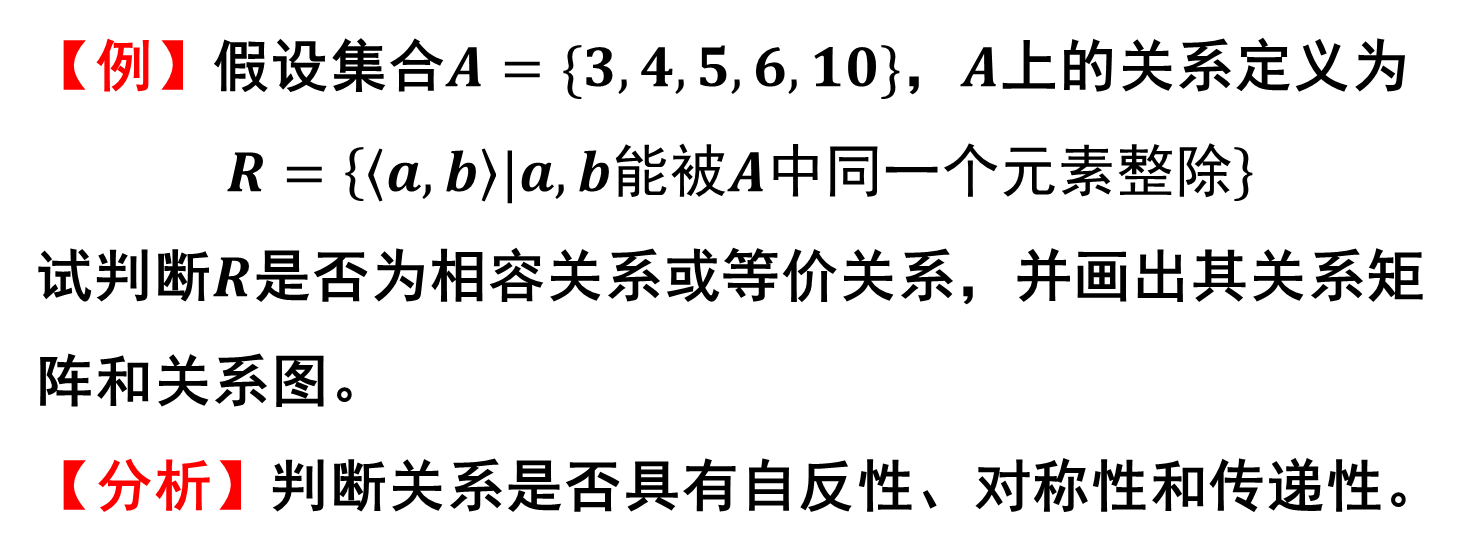 【例】假设集合A = {3, 4, 5, 6, 10}，A上的关系定义为
R = {⟨a, b⟩|a, b能被A中同一个元素整除}
试判断R是否为相容关系或等价关系，并画出其关系矩
阵和关系图。
【分析】判断关系是否具有自反性、对称性和传递性。